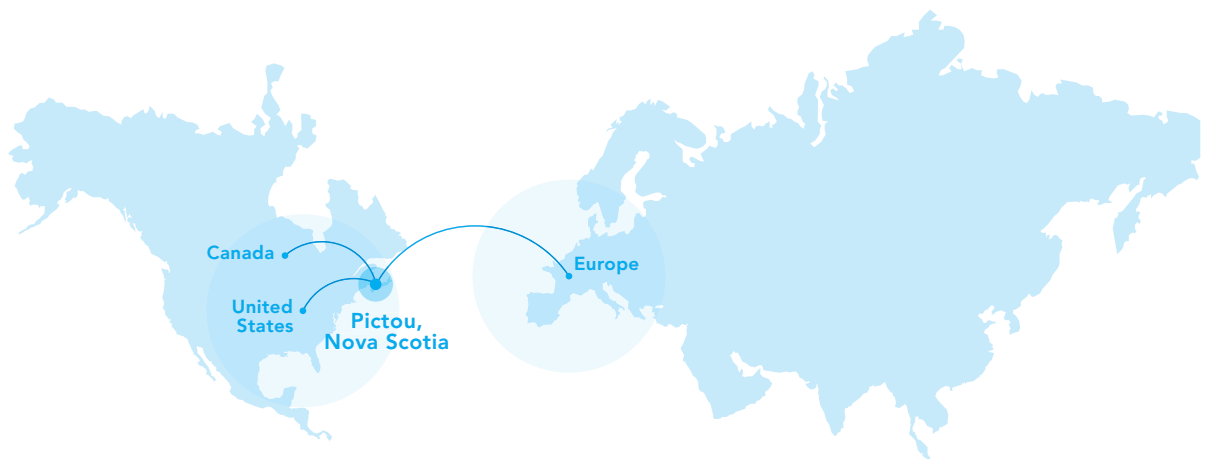 Canada
United
States
Pictou,
Nova Scotia
Europe